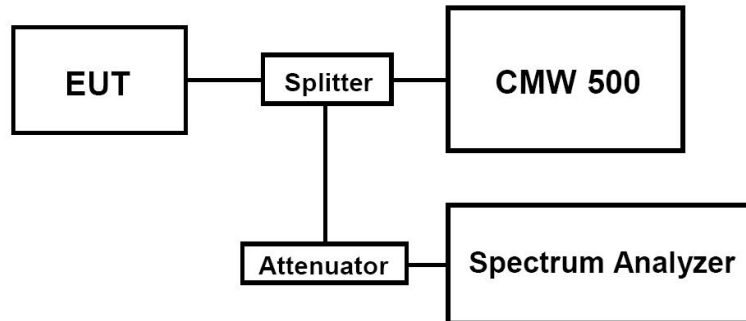 EUT
Splitter
CMW 500
Attenuator
Spectrum Analyzer